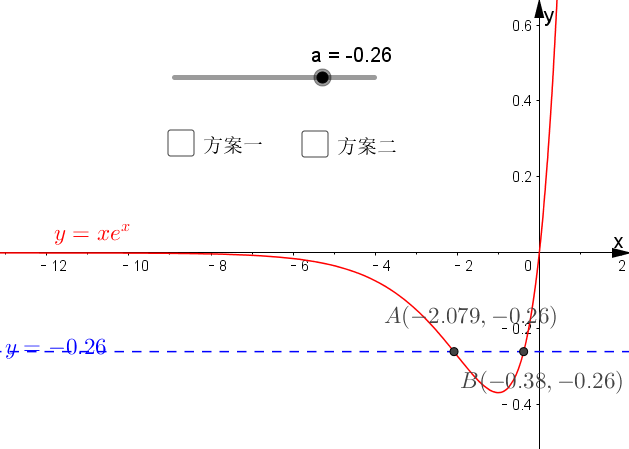 y
0.6
a = -0.26
0.4
方案一 方案二
0.2
y = xe^x
x
-12 -10 -8 -6 -4 -2 0 2
A(−2.079, −0.26)
-0.2
y = −0.26
B(−0.38, −0.26)
-0.4